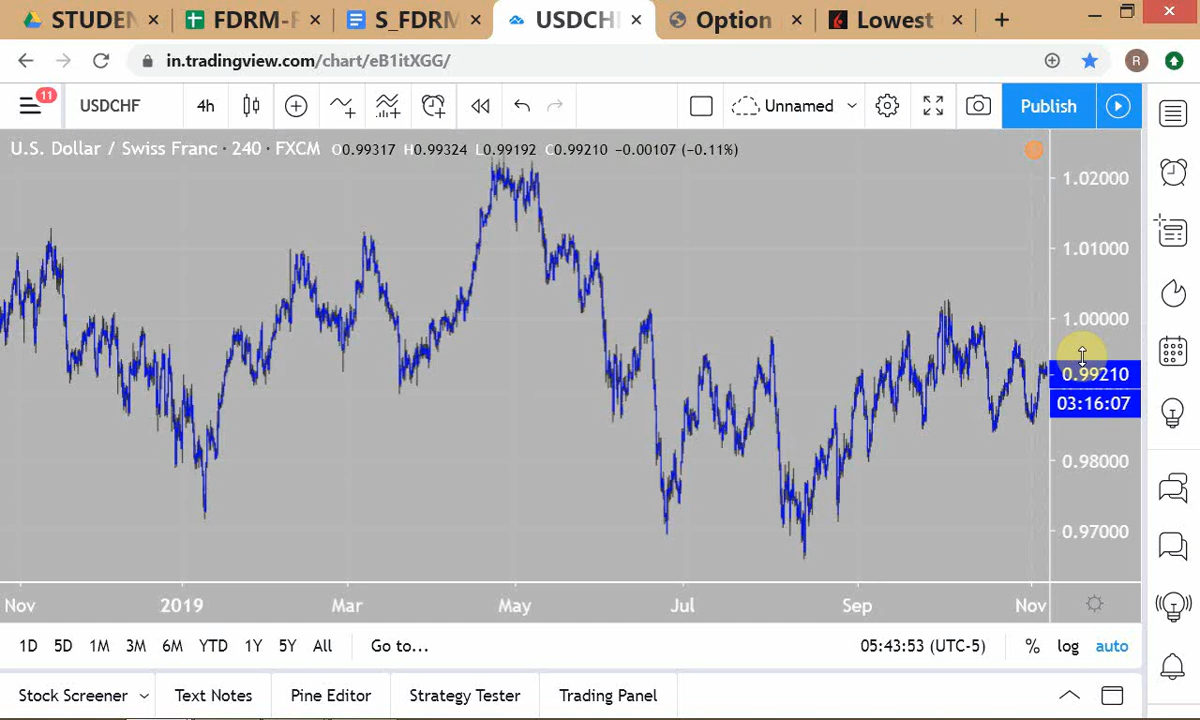 STUDEN FDRM-F S_FDRM USDCHI Option Lowest
in.tradingview.com/chart/eB1itXGG/ R
11 USDCHF 4h Unnamed Publish
U.S. Dollar / Swiss Franc · 240 · FXCM O0.99317 H0.99324 L0.99192 C0.99210 −0.00107 (−0.11%)
1.02000
1.01000
1.00000
0.99210
03:16:07
0.98000
0.97000
Nov 2019 Mar May Jul Sep Nov
1D 5D 1M 3M 6M YTD 1Y 5Y All Go to... 05:43:53 (UTC-5) % log auto
Stock Screener Text Notes Pine Editor Strategy Tester Trading Panel